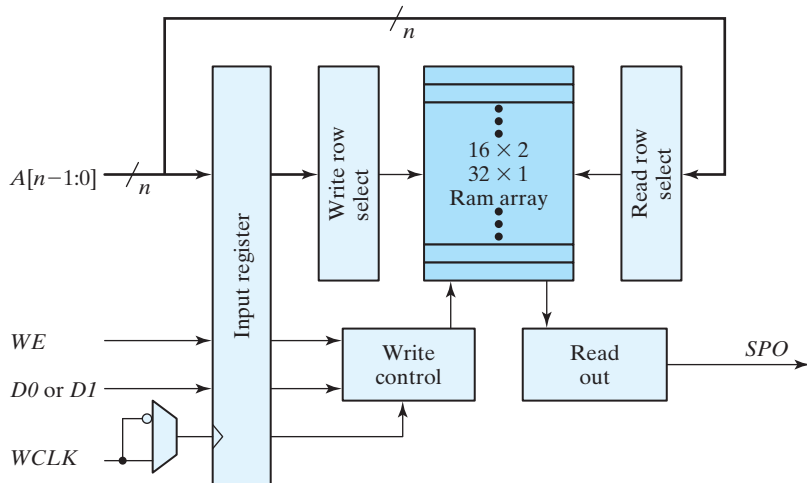 n
A[n−1:0]
n
Input register
Write row
select
16 × 2
32 × 1
Ram array
Read row
select
WE
D0 or D1
WCLK
Write
control
Read
out
SPO